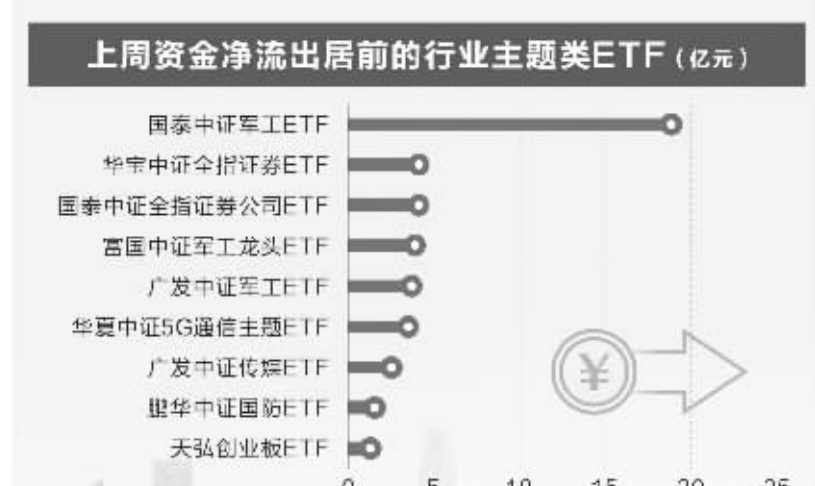 上周资金净流出居前的行业主题类ETF（亿元）
国泰中证军工ETF
华宝中证全指证券ETF
国泰中证全指证券公司ETF
富国中证军工龙头ETF
广发中证军工ETF
华夏中证5G通信主题ETF
广发中证传媒ETF
鹏华中证国防ETF
天弘创业板ETF
¥
0 5 10 15 20 25